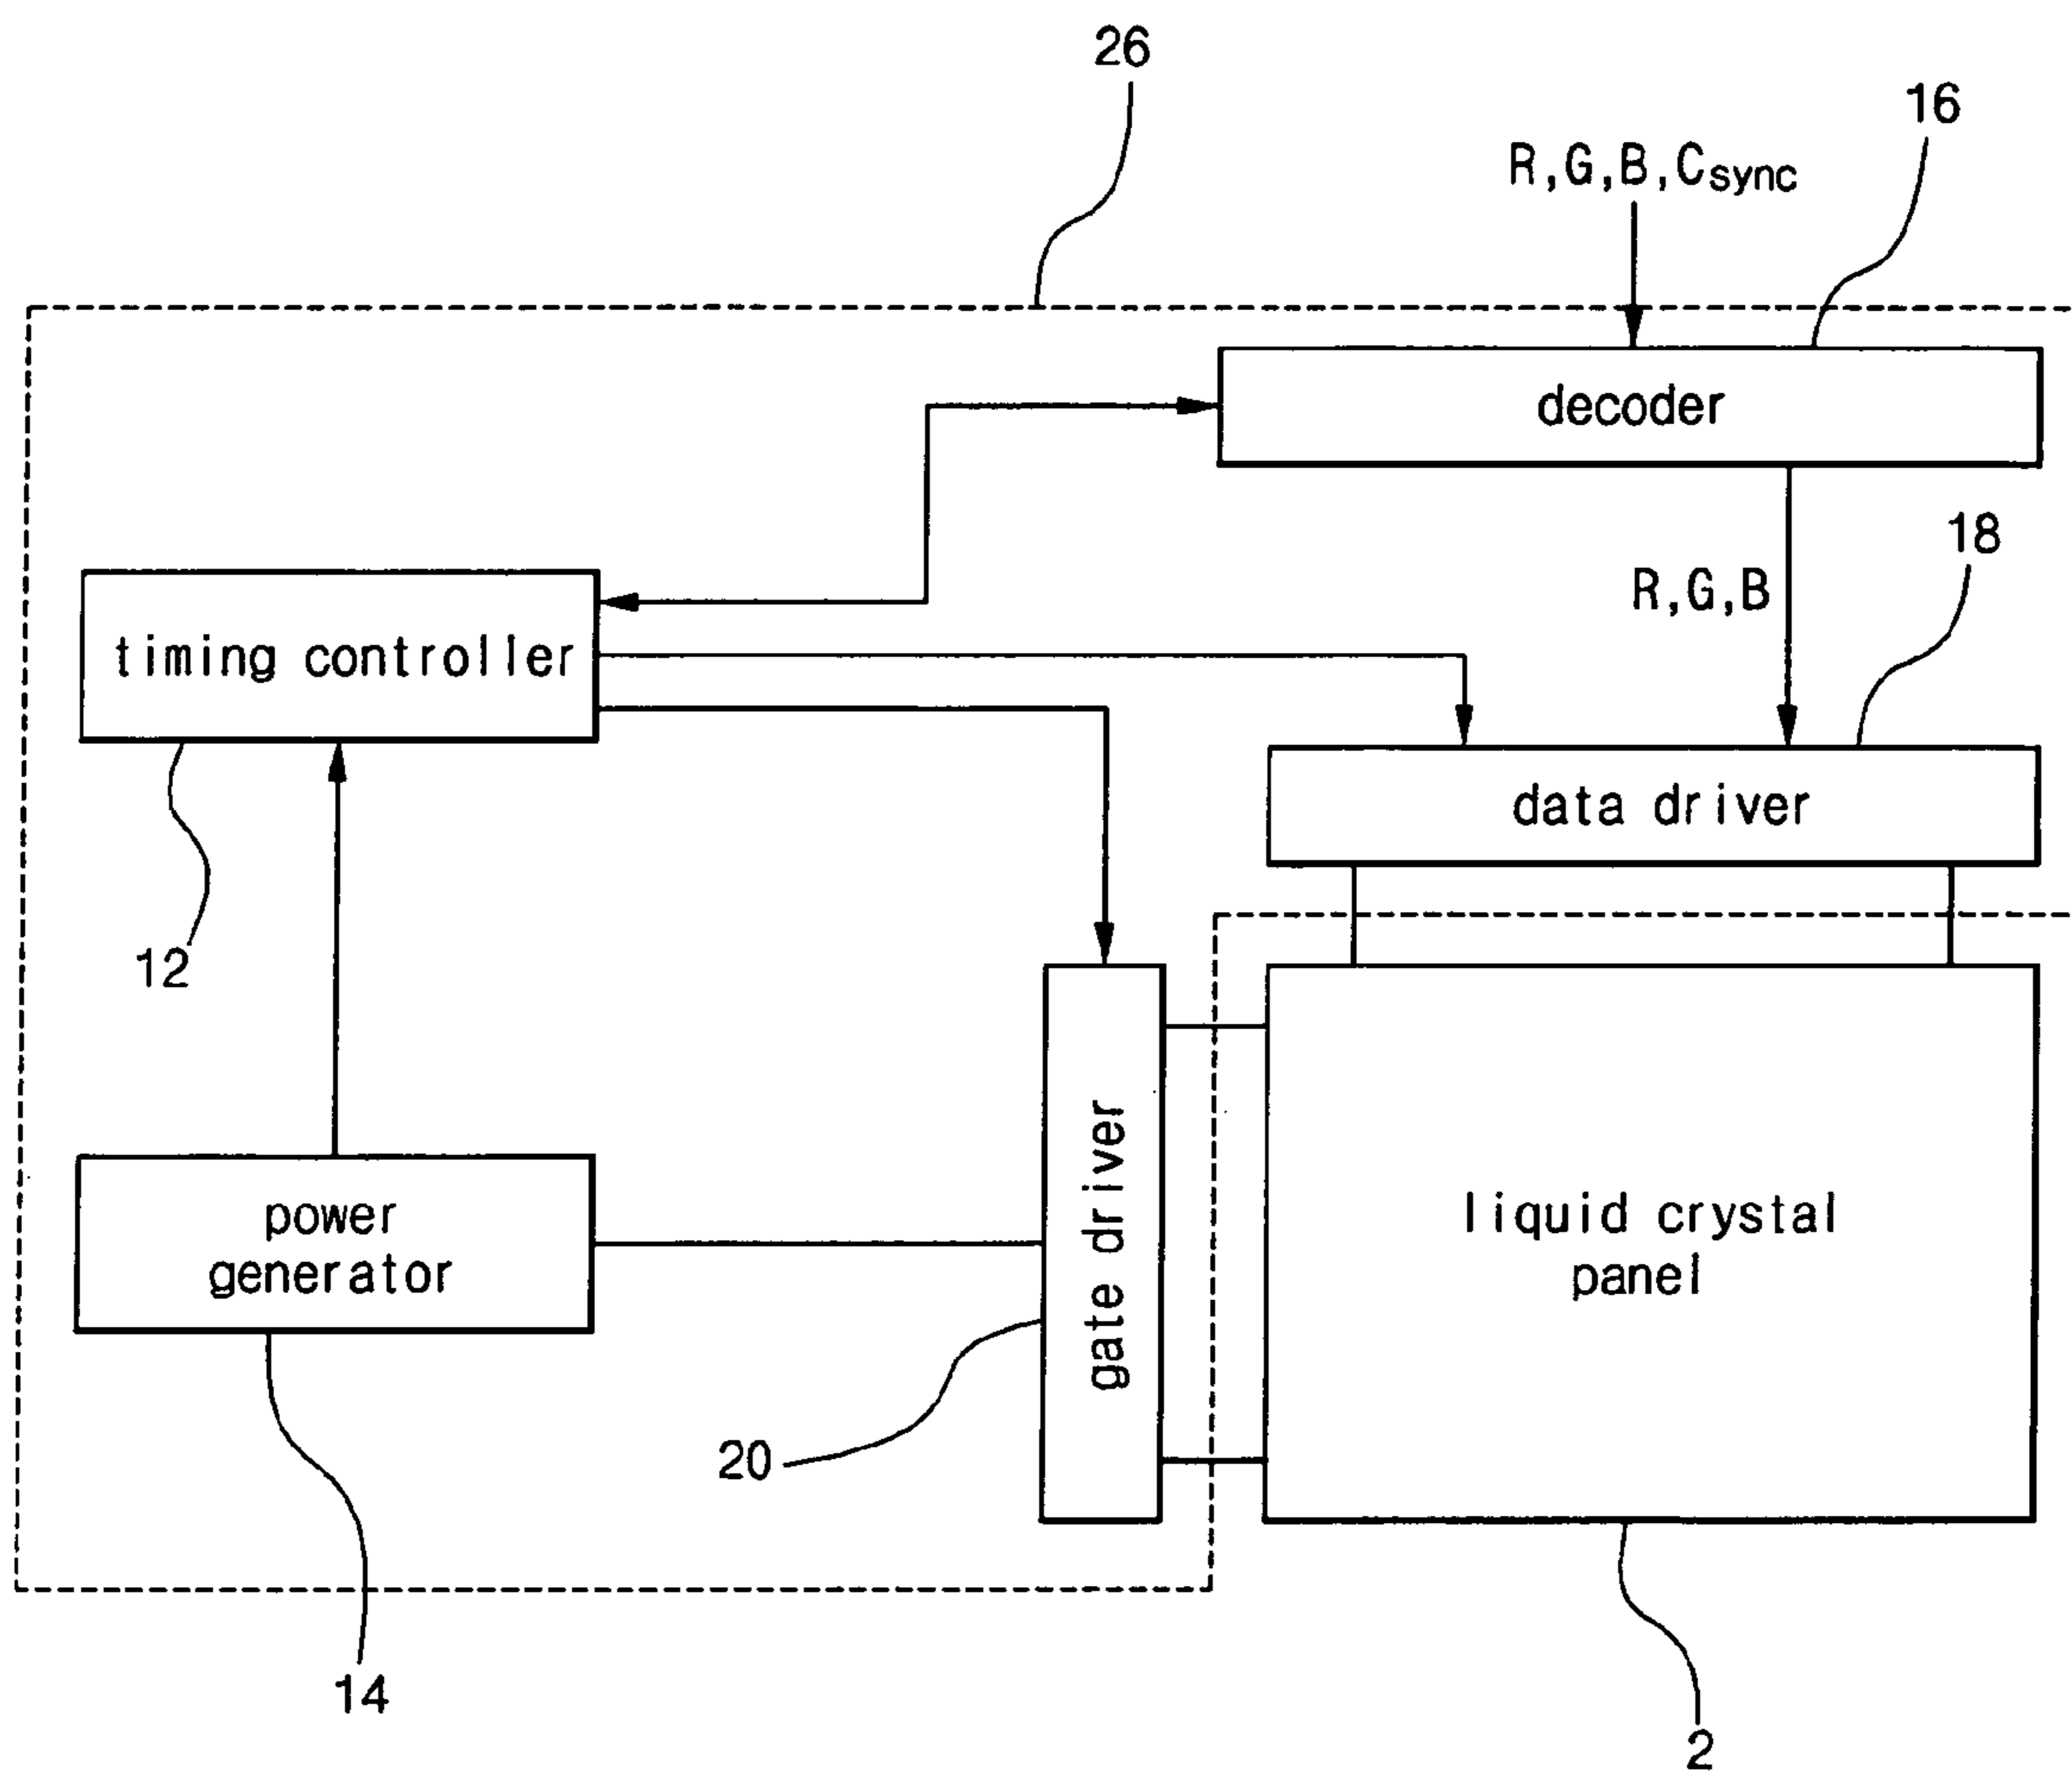 26
16
R,G,B,Csync
decoder
18
R,G,B
timing controller
data driver
12
gate driver
power
generator
liquid crystal
panel
20
14
2